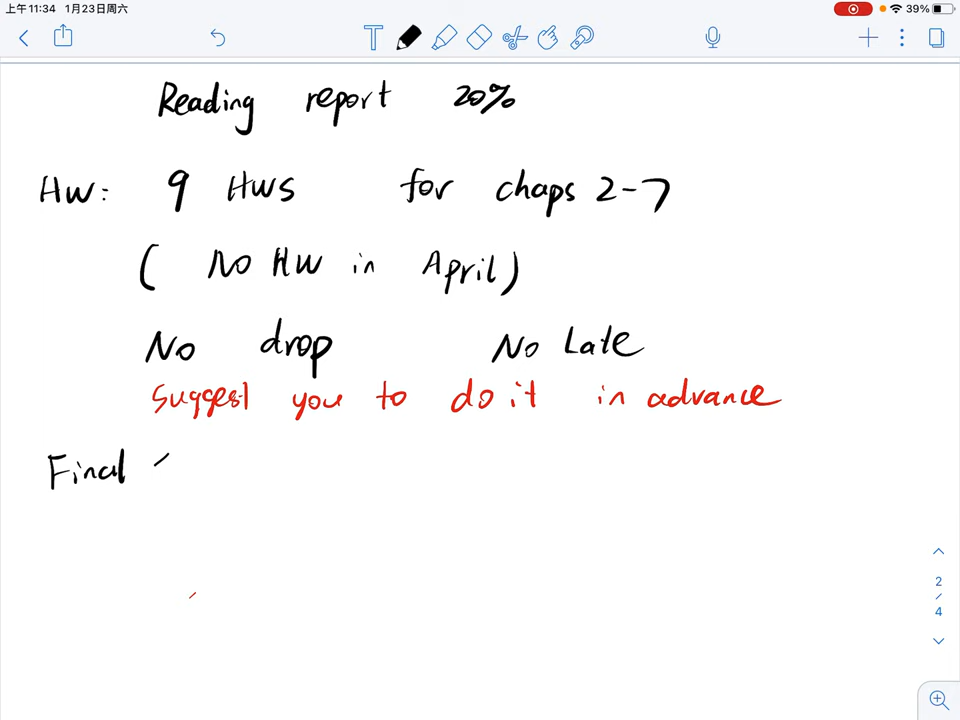 上午11:34 1月23日周六 39%
T
Reading report 20%
HW: 9 HWS for chaps 2-7
( No HW in April )
No drop No Late
Suggest you to do it in advance
Final
2
/
4